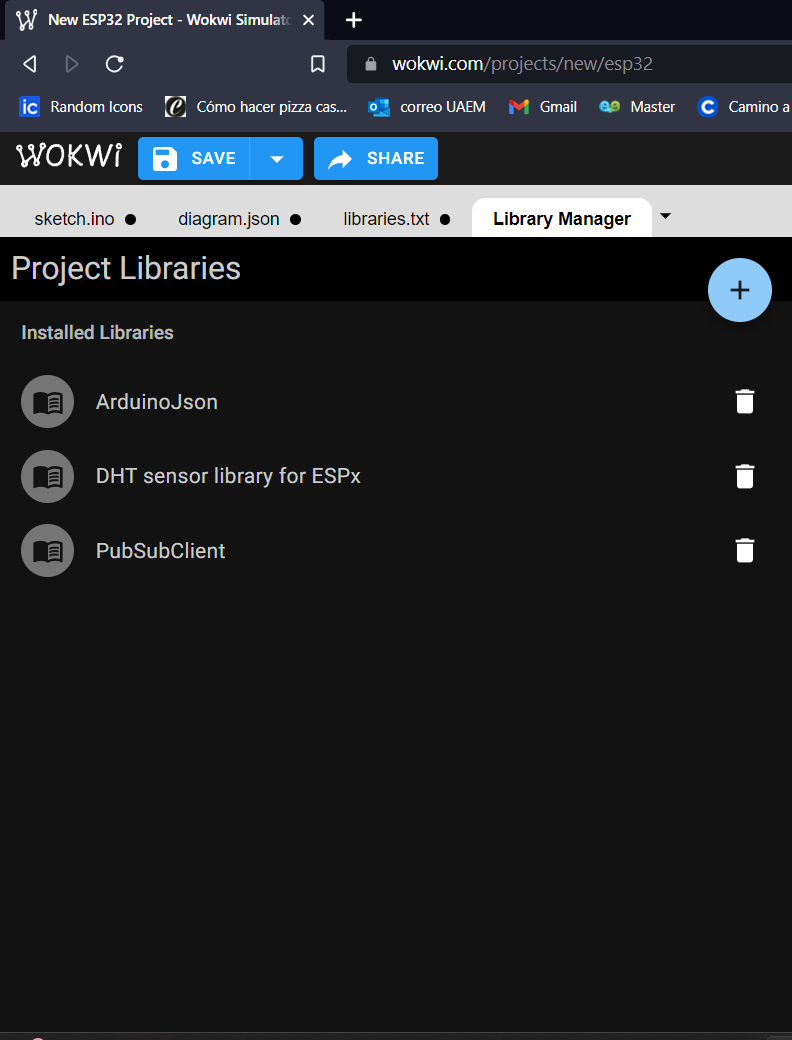 New ESP32 Project - Wokwi Simulato
wokwi.com/projects/new/esp32
ic Random Icons C Cómo hacer pizza cas... correo UAEM Gmail Master C Camino a
WOKWi SAVE SHARE
sketch.ino ● diagram.json ● libraries.txt ● Library Manager
Project Libraries
+
Installed Libraries
ArduinoJson
DHT sensor library for ESPx
PubSubClient